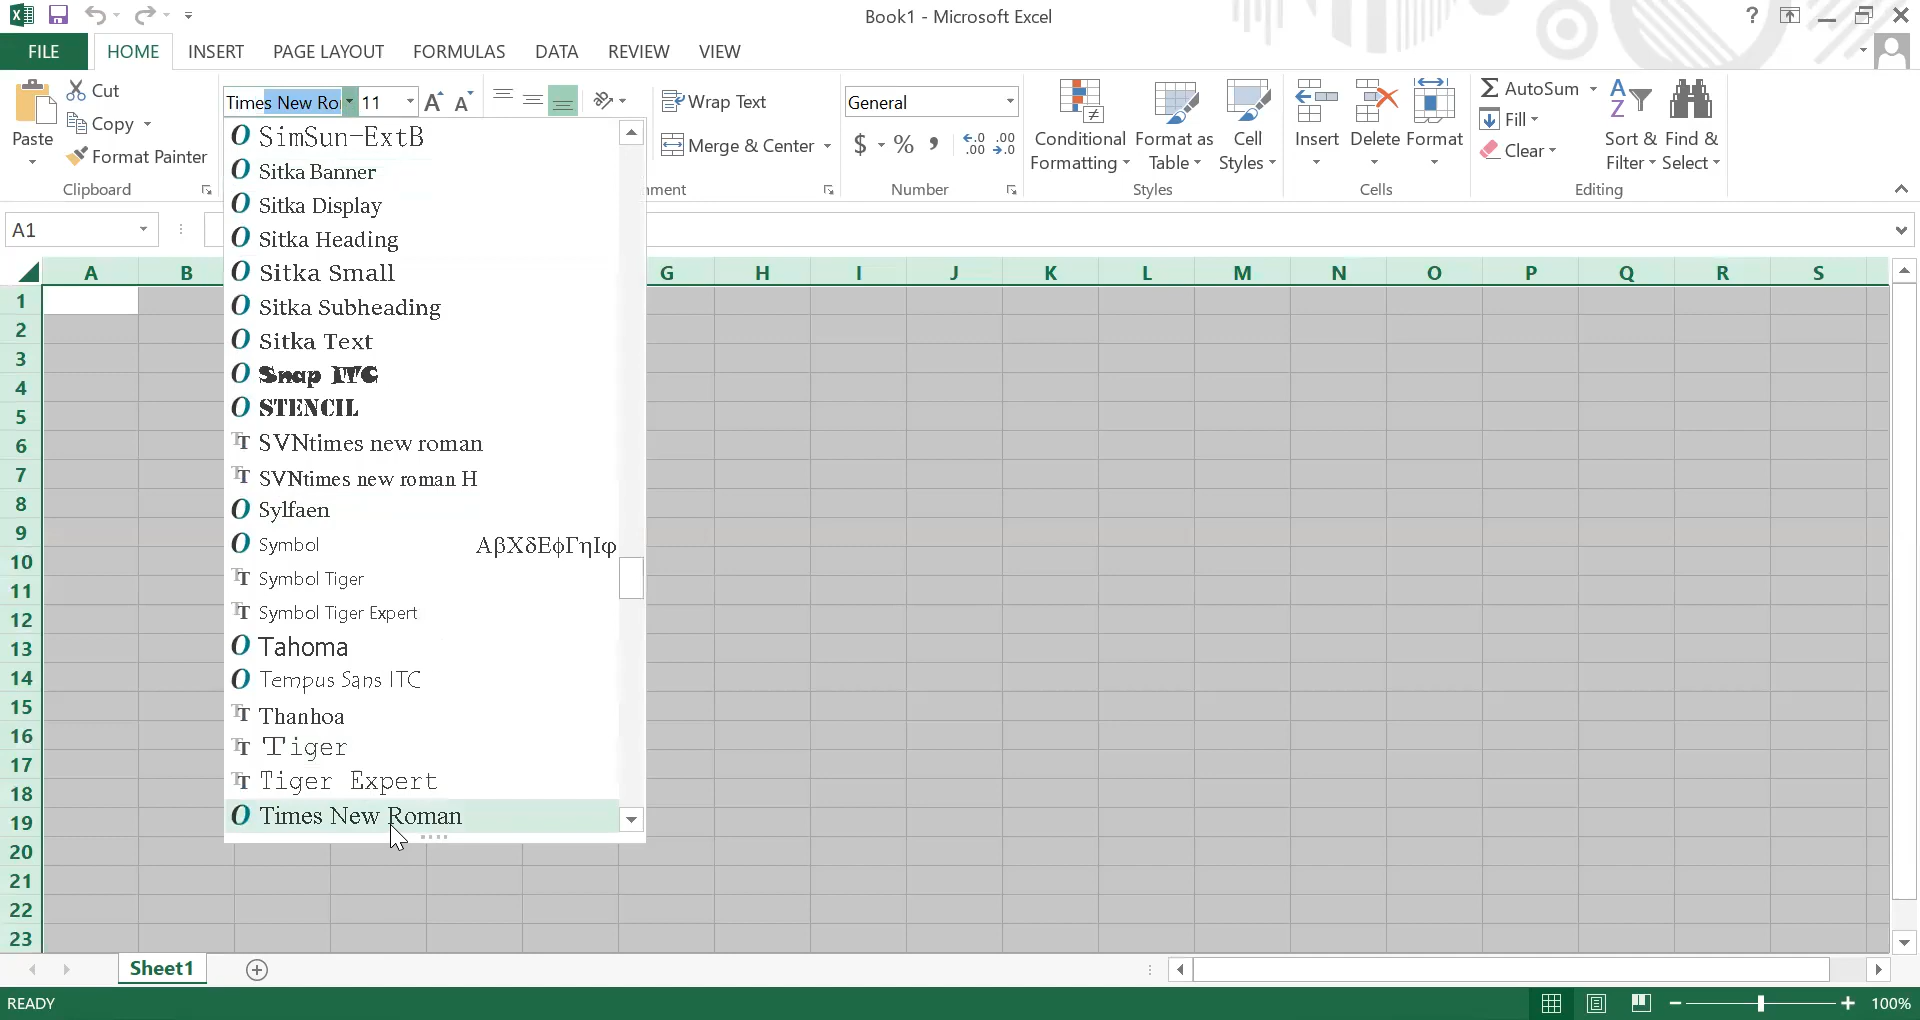 Book1 - Microsoft Excel
?
FILE HOME INSERT PAGE LAYOUT FORMULAS DATA REVIEW VIEW
Paste
Cut
Copy
Format Painter
Clipboard
Times New Ro 11 A A
Wrap Text
Merge & Center
nment
General
$ % , .0 .00 .00 .0
Number
Conditional Formatting
Format as Table
Cell Styles
Styles
Insert Delete Format
Cells
AutoSum
Fill
Clear
Sort & Filter
Find & Select
Editing
A1
SimSun-ExtB
Sitka Banner
Sitka Display
Sitka Heading
Sitka Small
Sitka Subheading
Sitka Text
Snap ITC
STENCIL
SVNtimes new roman
SVNtimes new roman H
Sylfaen
Symbol ΑβΧδΕφΓηΙφ
Symbol Tiger
Symbol Tiger Expert
Tahoma
Tempus Sans ITC
Thanhoa
Tiger
Tiger Expert
Times New Roman
A B G H I J K L M N O P Q R S
1
2
3
4
5
6
7
8
9
10
11
12
13
14
15
16
17
18
19
20
21
22
23
Sheet1
READY
100%